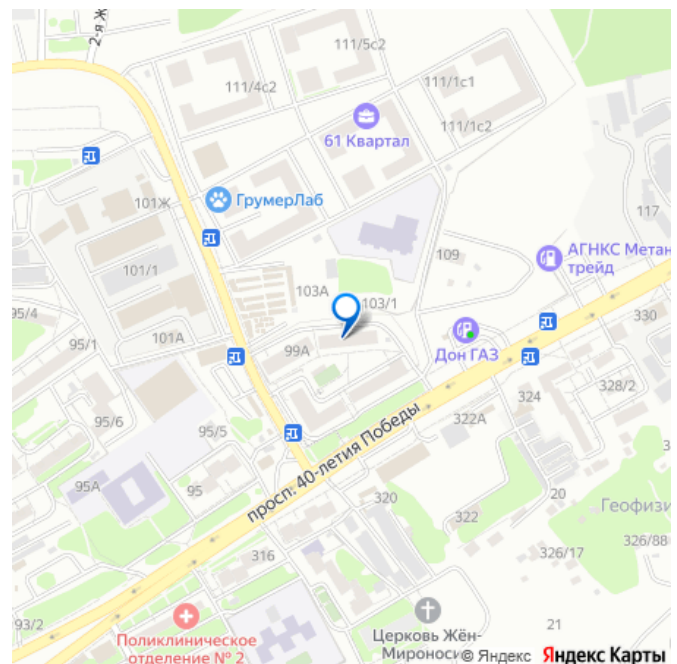 2-я Ж
111/5с2
111/4с2
111/1с1
61 Квартал
111/1с2
101Ж
ГрумерЛаб
117
109
АГНКС Метан
трейд
101/1
103А
103/1
95/4
330
95/1
101А
99А
Дон ГАЗ
328/2
324
95/6
322А
95/5
просп. 40-летия Победы
3
95А
95
320
20
Геофизи
322
316
326/17
326/88
93/2
Поликлиническое
отделение № 2
Церковь Жён-
Мироноси
21
© Яндекс Яндекс Карты